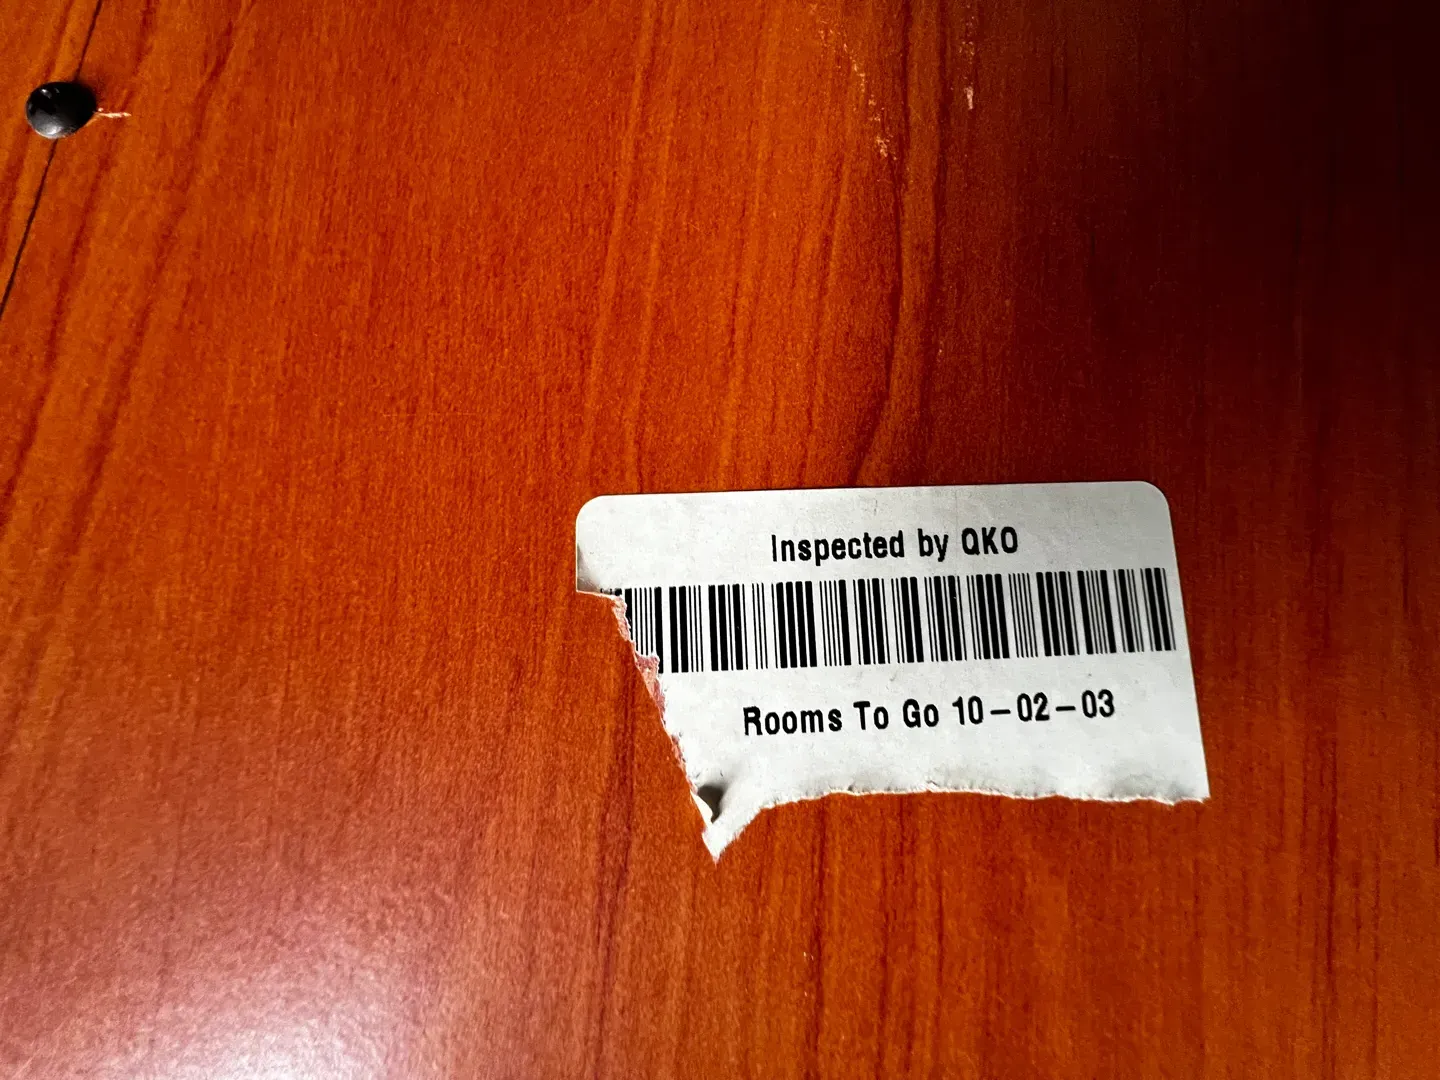 Inspected by QKO
Rooms To Go 10-02-03